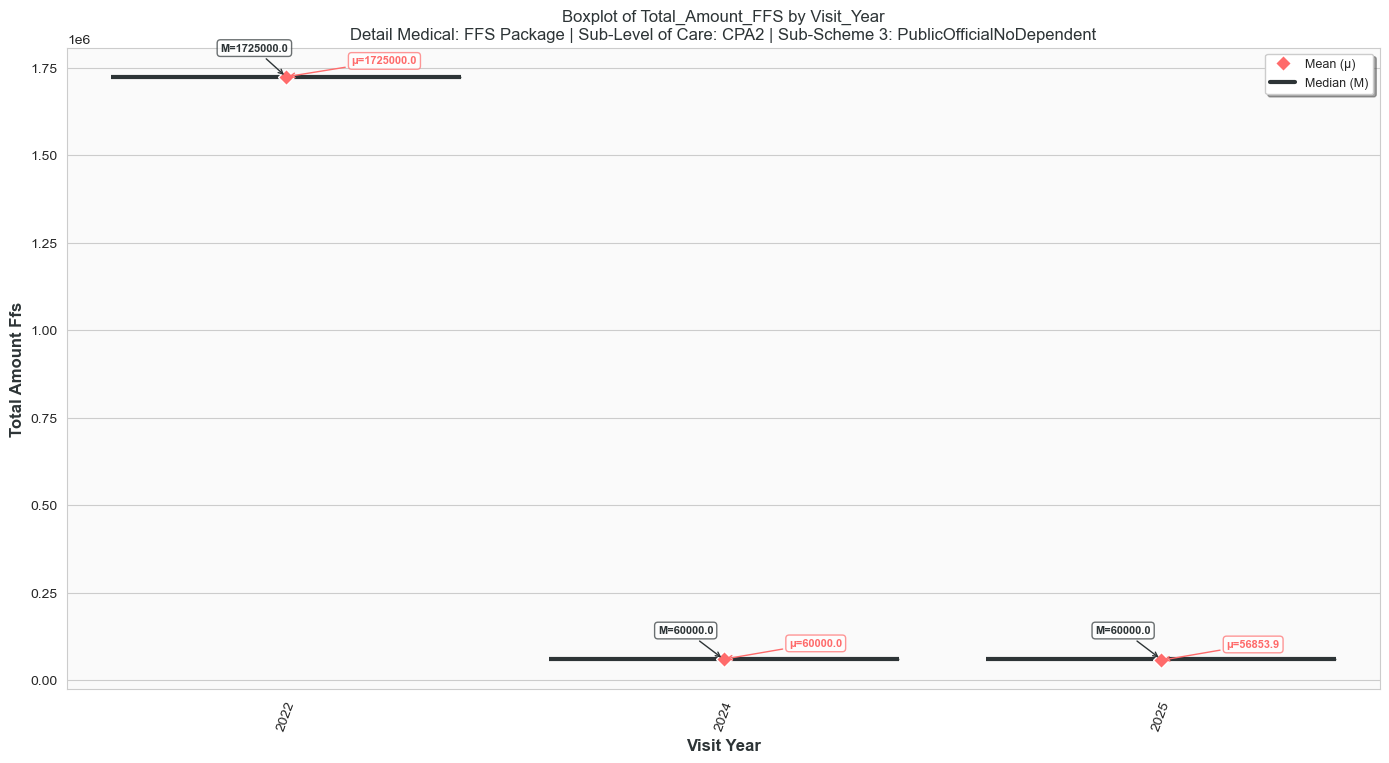 Boxplot of Total_Amount_FFS by Visit_Year
Detail Medical: FFS Package | Sub-Level of Care: CPA2 | Sub-Scheme 3: PublicOfficialNoDependent
1e6
M=1725000.0
μ=1725000.0
Mean (μ)
Median (M)
1.75
1.50
1.25
1.00
0.75
0.50
0.25
0.00
Total Amount Ffs
M=60000.0
μ=60000.0
M=60000.0
μ=56853.9
2022
2024
2025
Visit Year